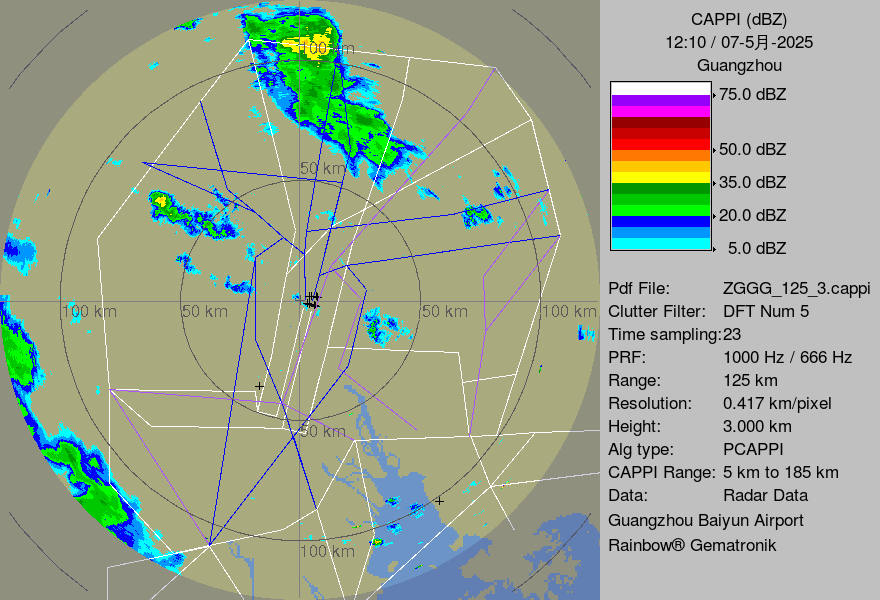 CAPPI (dBZ)
12:10 / 07-5月-2025
Guangzhou
75.0 dBZ
50.0 dBZ
35.0 dBZ
20.0 dBZ
5.0 dBZ
Pdf File: ZGGG_125_3.cappi
Clutter Filter: DFT Num 5
Time sampling:23
PRF: 1000 Hz / 666 Hz
Range: 125 km
Resolution: 0.417 km/pixel
Height: 3.000 km
Alg type: PCAPPI
CAPPI Range: 5 km to 185 km
Data: Radar Data
Guangzhou Baiyun Airport
Rainbow® Gematronik
100 km
50 km
100 km
50 km
50 km
100 km
50 km
100 km